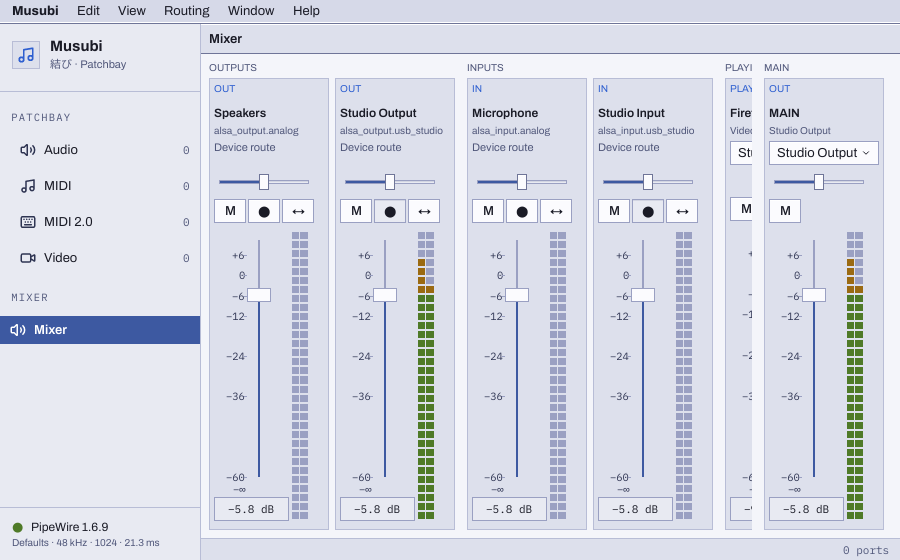 Musubi Edit View Routing Window Help
Musubi
結び · Patchbay
PATCHBAY
Audio 0
MIDI 0
MIDI 2.0 0
Video 0
MIXER
Mixer
PipeWire 1.6.9
Defaults · 48 kHz · 1024 · 21.3 ms
Mixer
OUTPUTS
OUT
Speakers
alsa_output.analog
Device route
M
+6
0
−6
−12
−24
−36
−60
−∞
−5.8 dB
OUT
Studio Output
alsa_output.usb_studio
Device route
M
+6
0
−6
−12
−24
−36
−60
−∞
−5.8 dB
INPUTS
IN
Microphone
alsa_input.analog
Device route
M
+6
0
−6
−12
−24
−36
−60
−∞
−5.8 dB
IN
Studio Input
alsa_input.usb_studio
Device route
M
+6
0
−6
−12
−24
−36
−60
−∞
−5.8 dB
MAIN
OUT
MAIN
Studio Output
Studio Output
M
+6
0
−6
−12
−24
−36
−60
−∞
−5.8 dB
0 ports